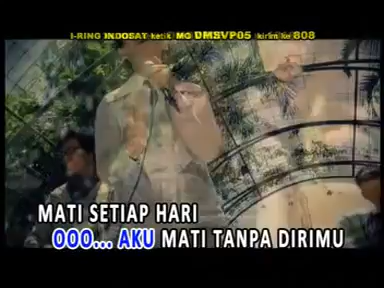 I-RING INDOSAT ketik MG DMSVP05 kirim ke 808
MATI SETIAP HARI
OOO... AKU MATI TANPA DIRIMU